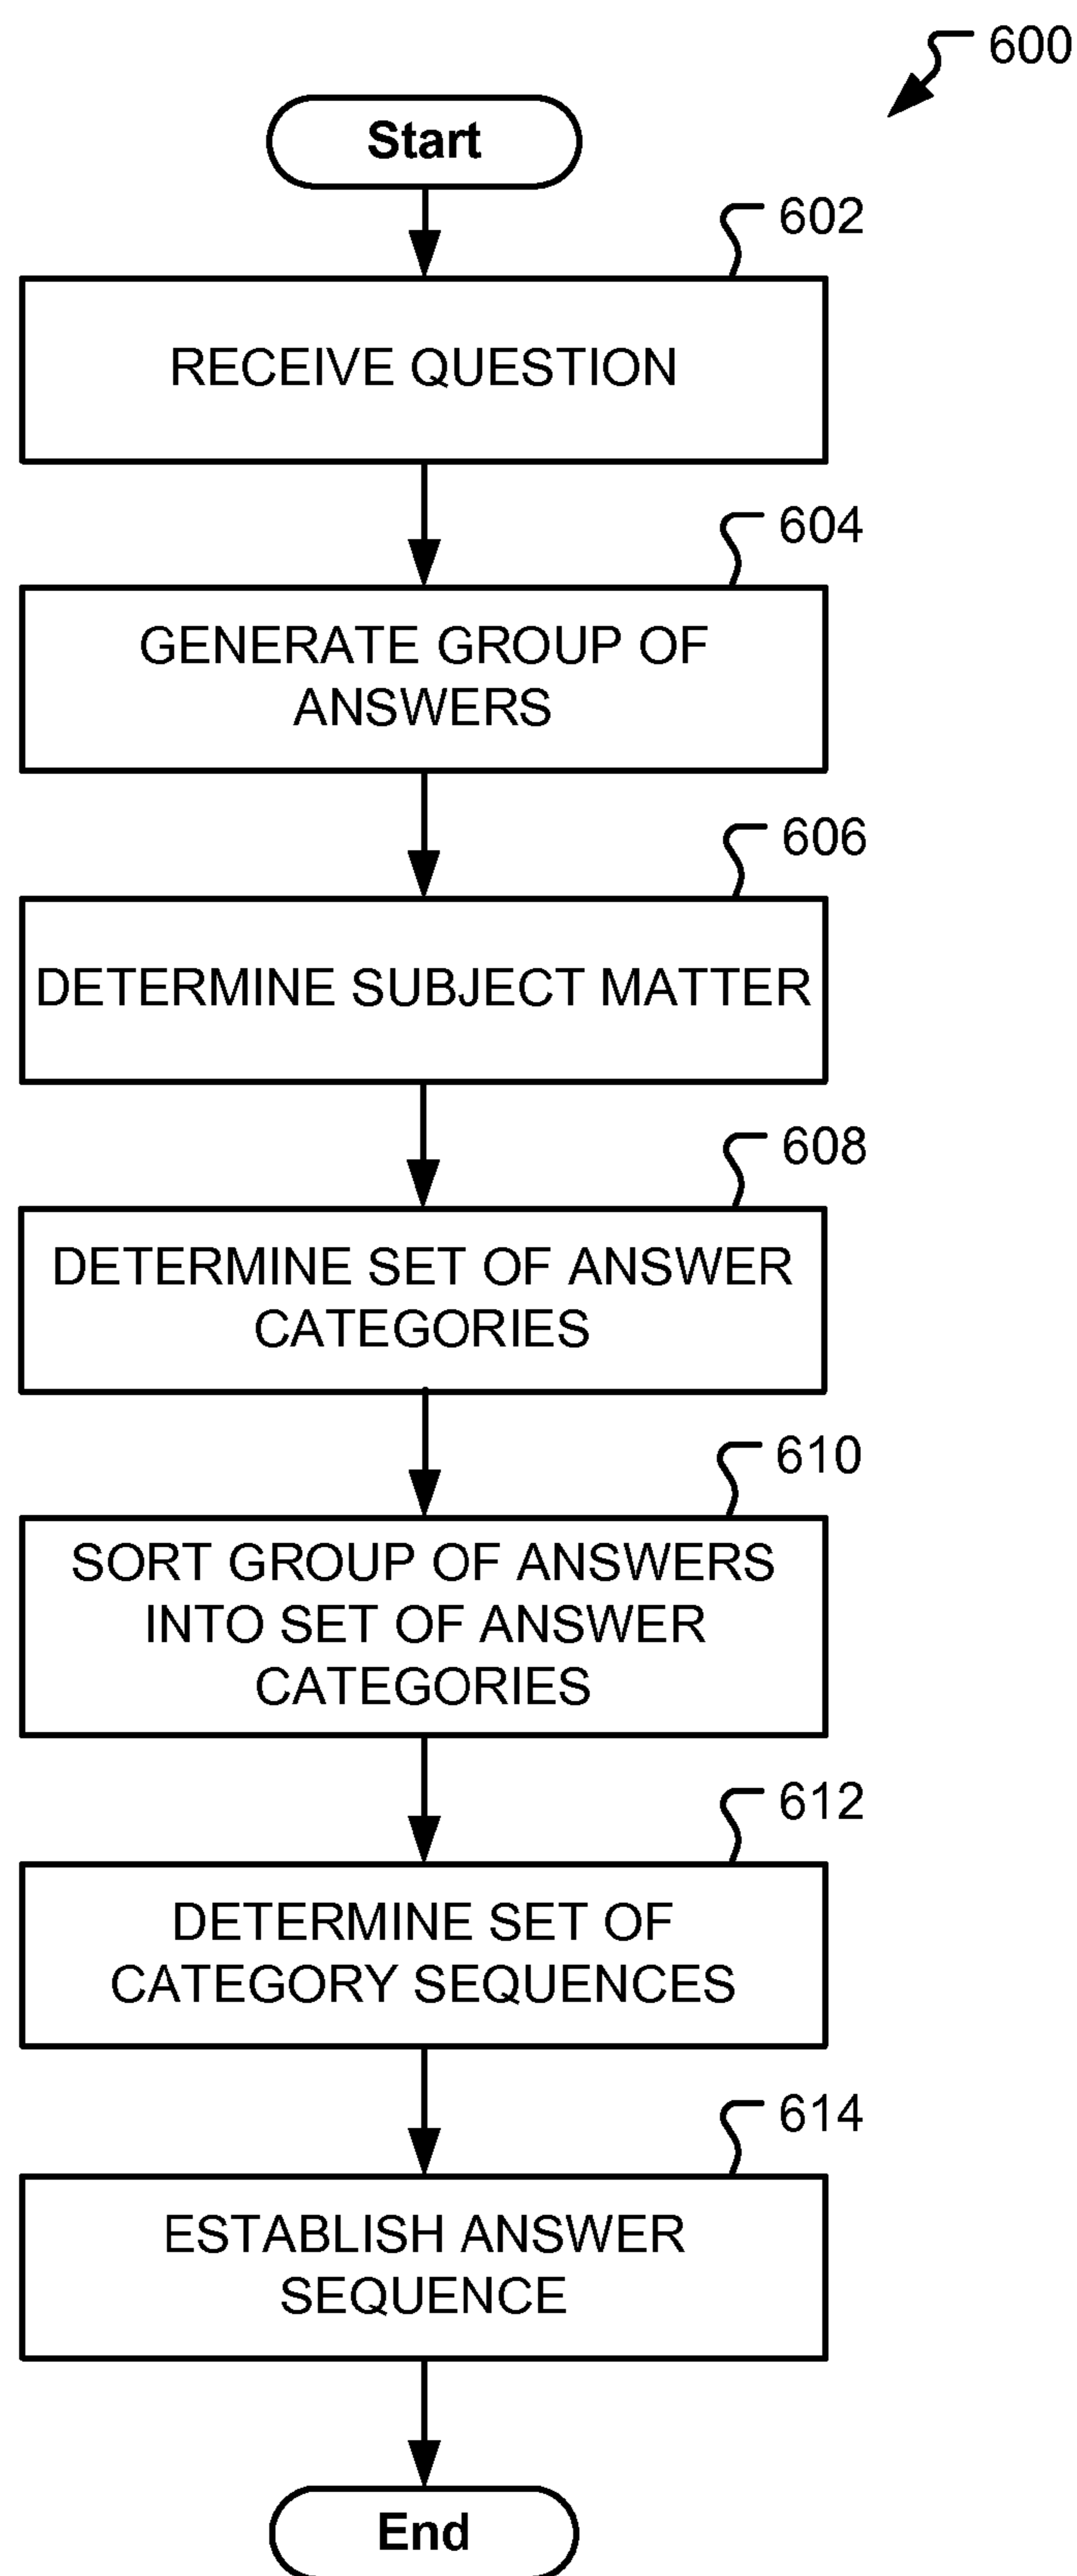 600
Start
602
RECEIVE QUESTION
604
GENERATE GROUP OF
ANSWERS
606
DETERMINE SUBJECT MATTER
608
DETERMINE SET OF ANSWER
CATEGORIES
610
SORT GROUP OF ANSWERS
INTO SET OF ANSWER
CATEGORIES
612
DETERMINE SET OF
CATEGORY SEQUENCES
614
ESTABLISH ANSWER
SEQUENCE
End